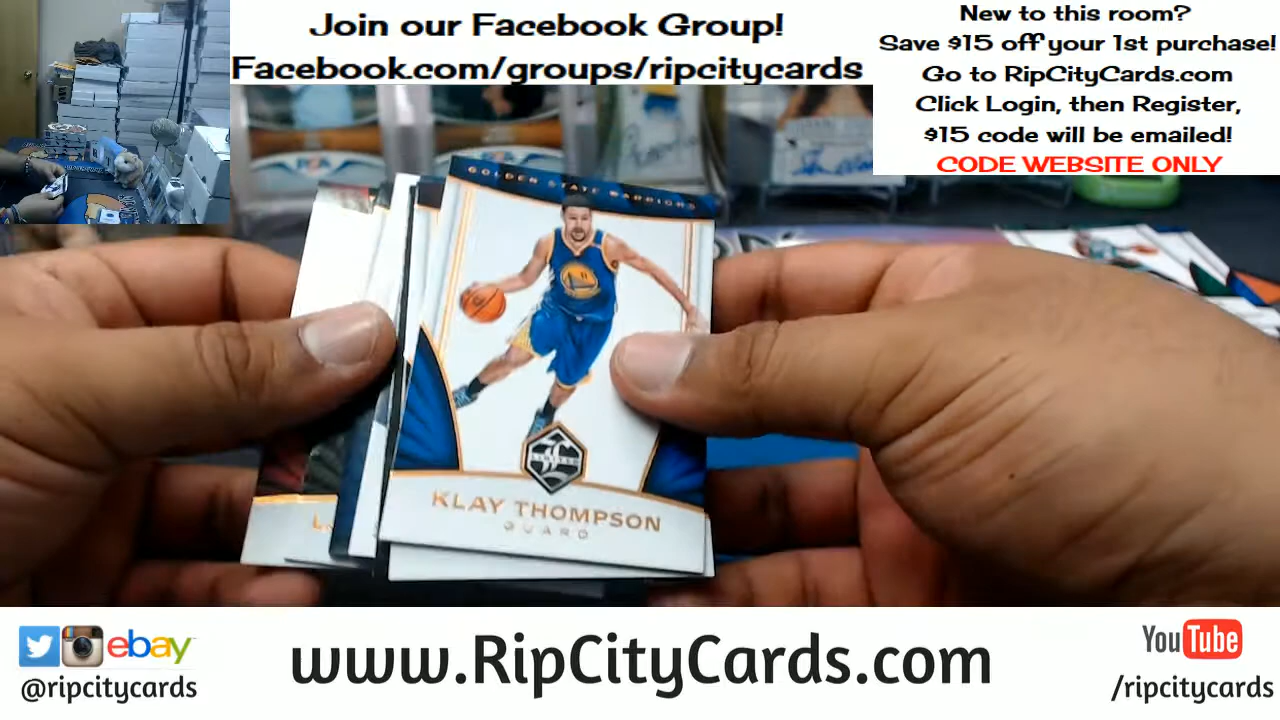 Join our Facebook Group!
Facebook.com/groups/ripcitycards
New to this room?
Save $15 off your 1st purchase!
Go to RipCityCards.com
Click Login, then Register,
$15 code will be emailed!
CODE WEBSITE ONLY
GOLDEN STATE WARRIORS
11
LIMITED
KLAY THOMPSON
GUARD
L
ebay
@ripcitycards
www.RipCityCards.com
YouTube
/ripcitycards